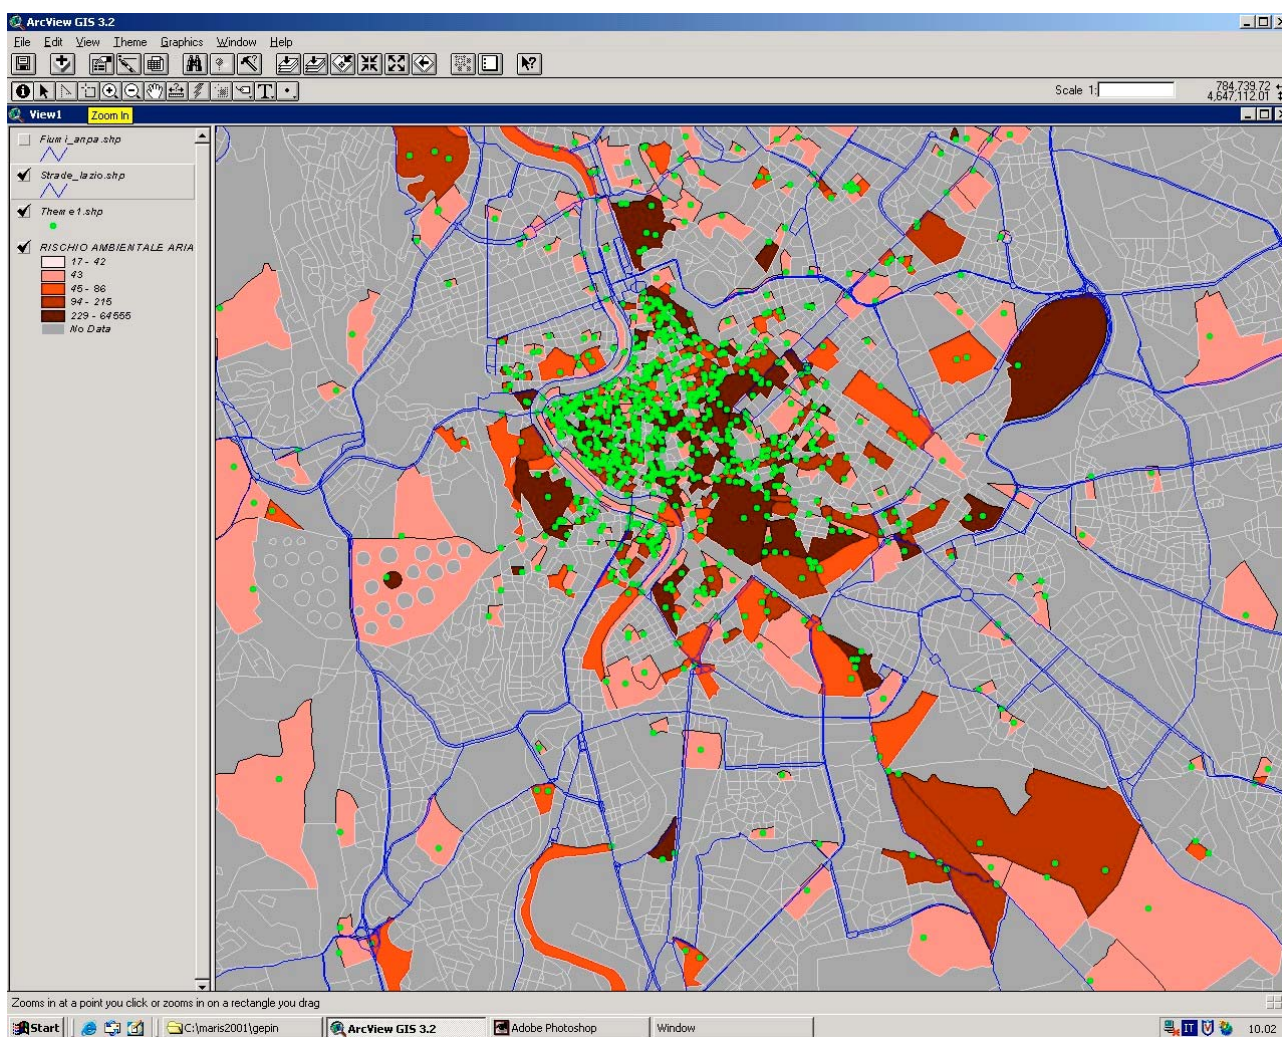 ArcView GIS 3.2
File Edit View Theme Graphics Window Help
Scale 1:
784,739.72
4,647,112.01
View1
Zoom In
Fiumi_anpa.shp
Strade_lazio.shp
Theme1.shp
RISCHIO AMBIENTALE ARIA
17 - 42
43
45 - 86
94 - 215
229 - 64555
No Data
Zooms in at a point you click or zooms in on a rectangle you drag
Start C:\maris2001\gepin ArcView GIS 3.2 Adobe Photoshop Window IT 10.02